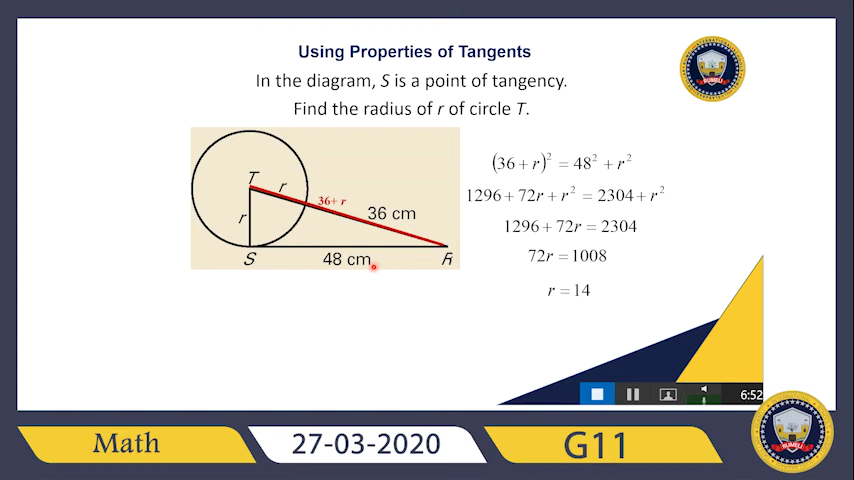 Using Properties of Tangents
In the diagram, S is a point of tangency.
Find the radius of r of circle T.
T
r
36+ r
r
36 cm
S
48 cm
R
(36 + r)² = 48² + r²
1296 + 72r + r² = 2304 + r²
1296 + 72r = 2304
72r = 1008
r = 14
6:52
Math
27-03-2020
G11